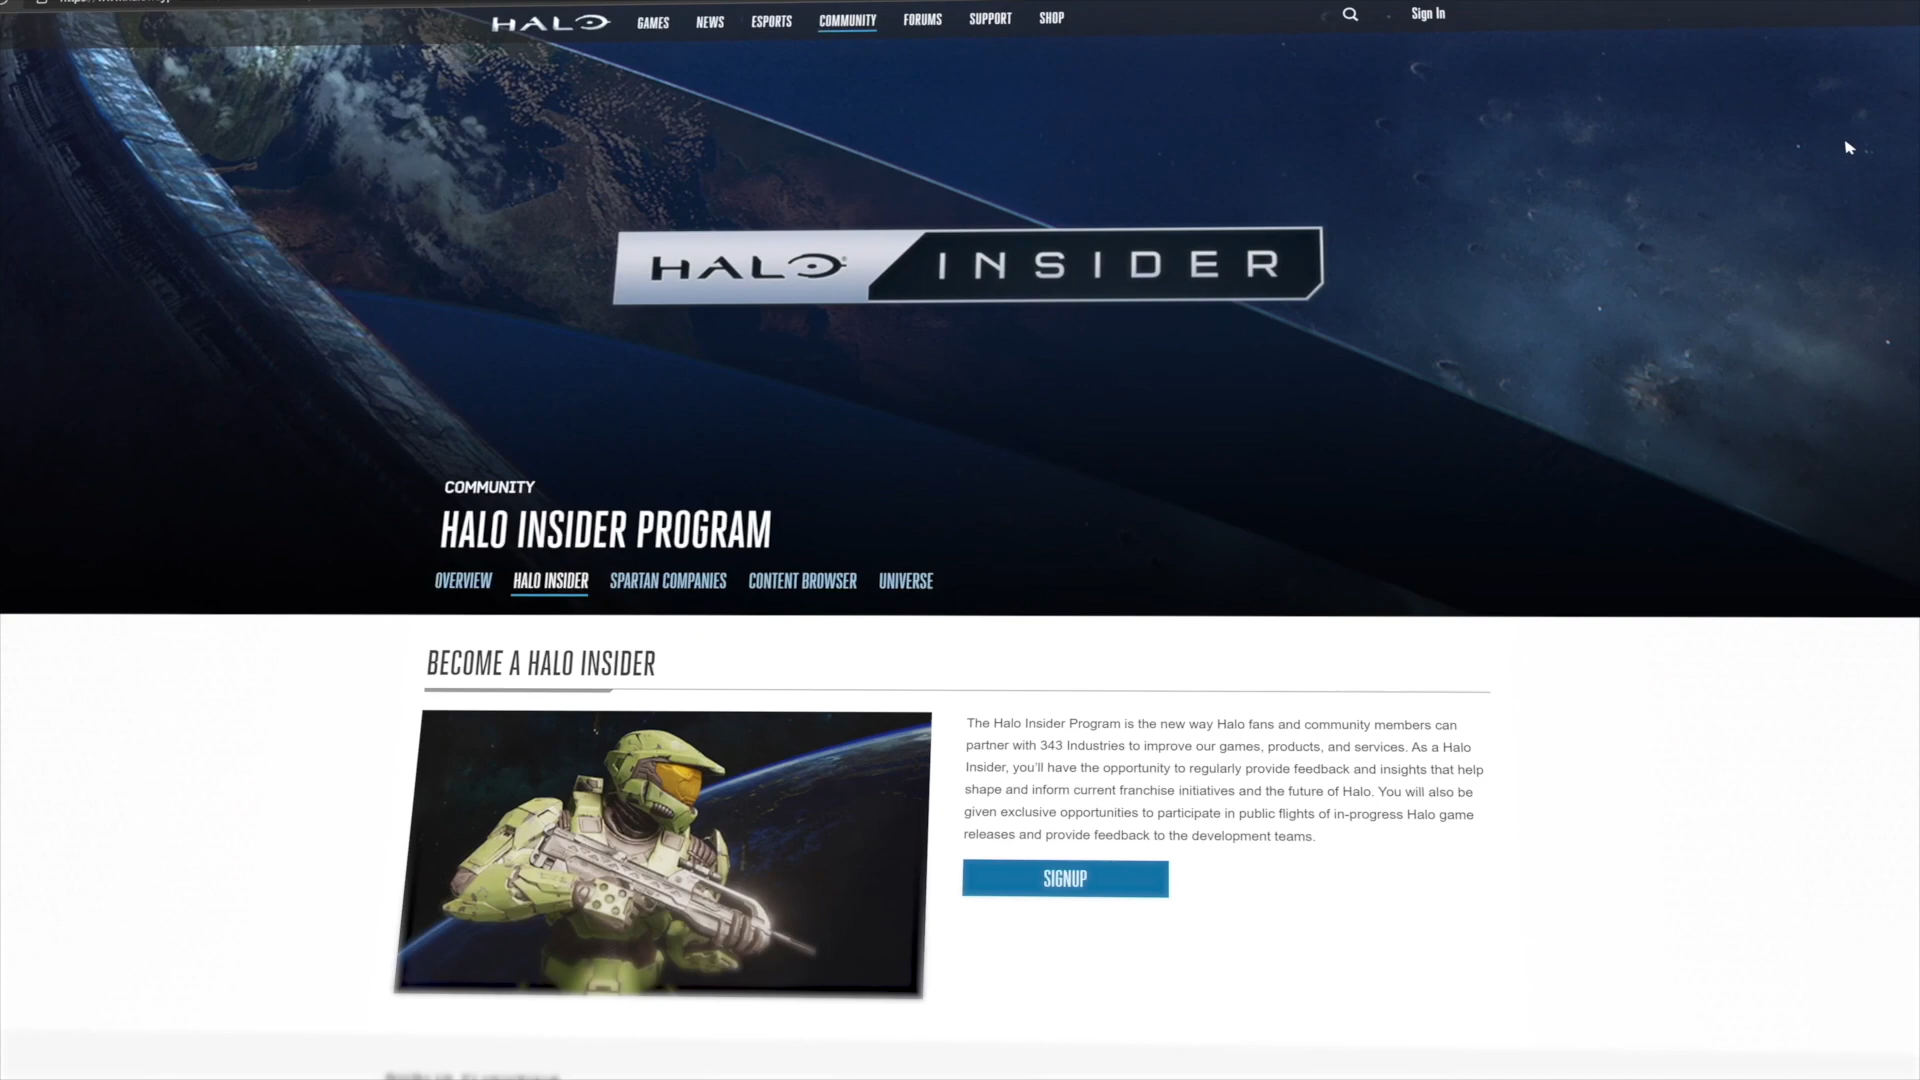 HALO GAMES NEWS ESPORTS COMMUNITY FORUMS SUPPORT SHOP Sign In
HALO INSIDER
COMMUNITY
HALO INSIDER PROGRAM
OVERVIEW HALO INSIDER SPARTAN COMPANIES CONTENT BROWSER UNIVERSE
BECOME A HALO INSIDER
The Halo Insider Program is the new way Halo fans and community members can
partner with 343 Industries to improve our games, products, and services. As a Halo
Insider, you'll have the opportunity to regularly provide feedback and insights that help
shape and inform current franchise initiatives and the future of Halo. You will also be
given exclusive opportunities to participate in public flights of in-progress Halo game
releases and provide feedback to the development teams.
SIGNUP